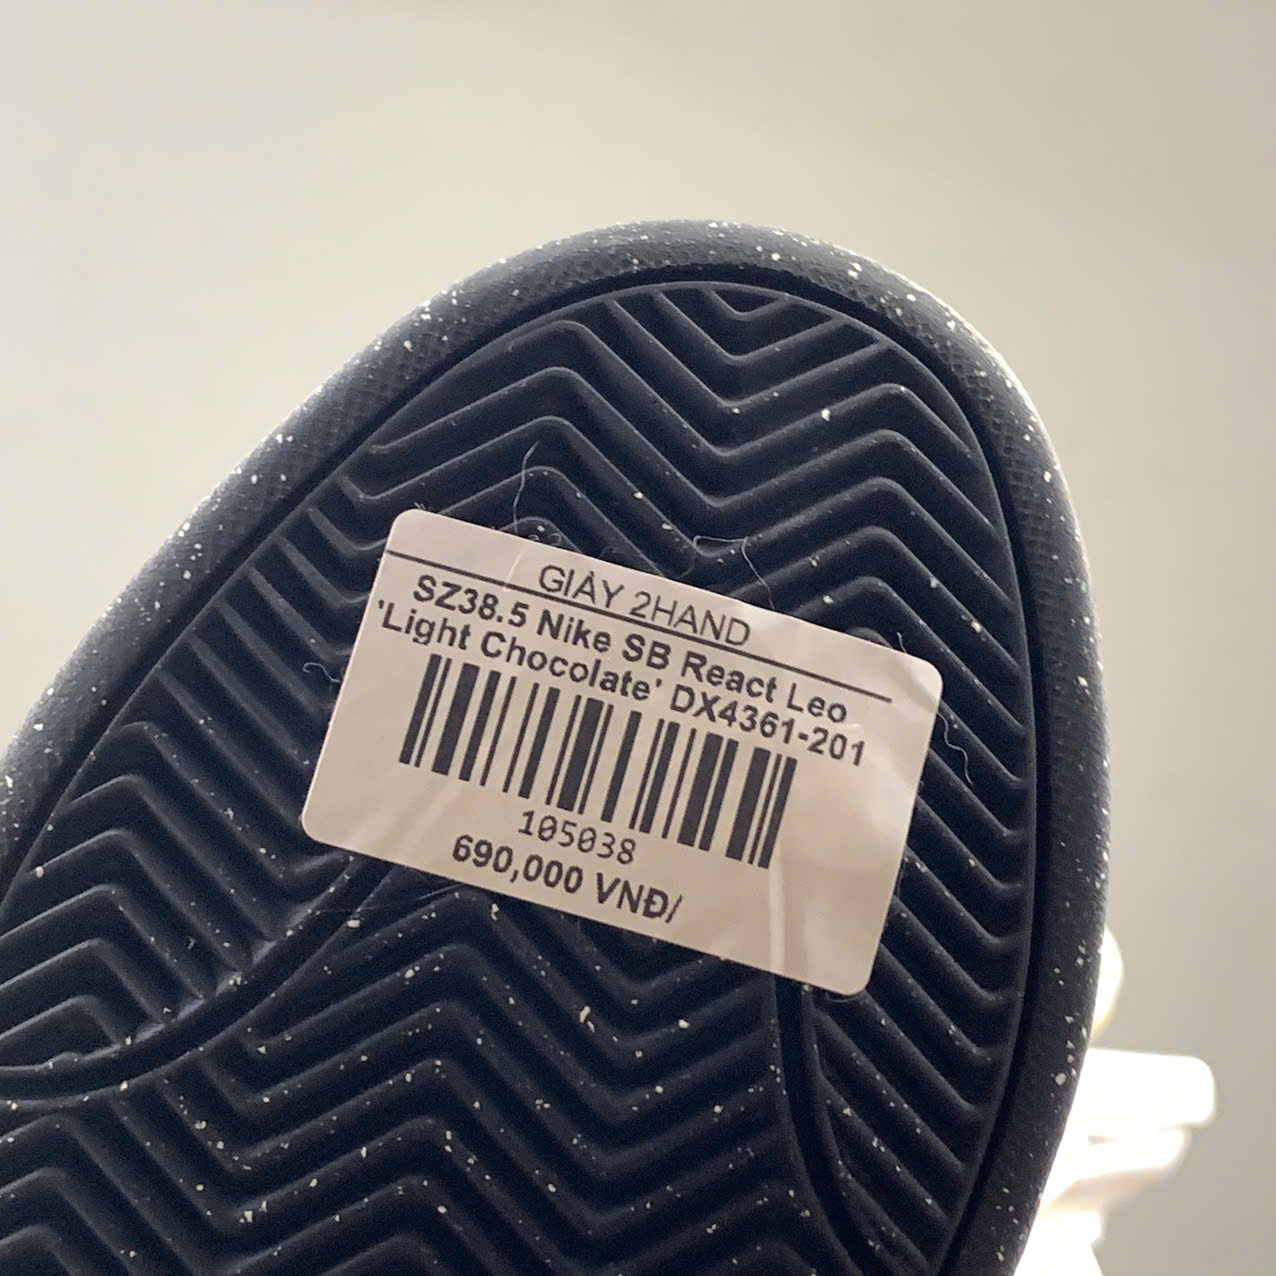 GIÀY 2HAND
SZ38.5 Nike SB React Leo
'Light Chocolate' DX4361-201
105038
690,000 VNĐ/